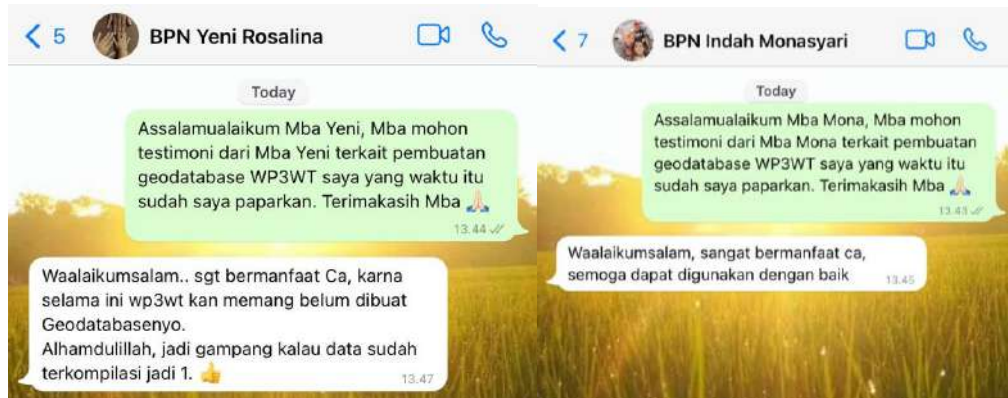 5 BPN Yeni Rosalina
Today
Assalamualaikum Mba Yeni, Mba mohon
testimoni dari Mba Yeni terkait pembuatan
geodatabase WP3WT saya yang waktu itu
sudah saya paparkan. Terimakasih Mba 🙏🏻
13.44
Waalaikumsalam.. sgt bermanfaat Ca, karna
selama ini wp3wt kan memang belum dibuat
Geodatabasenyo.
Alhamdulillah, jadi gampang kalau data sudah
terkompilasi jadi 1. 👍
13.47
7 BPN Indah Monasyari
Today
Assalamualaikum Mba Mona, Mba mohon
testimoni dari Mba Mona terkait pembuatan
geodatabase WP3WT saya yang waktu itu
sudah saya paparkan. Terimakasih Mba 🙏🏻
13.43
Waalaikumsalam, sangat bermanfaat ca,
semoga dapat digunakan dengan baik
13.45